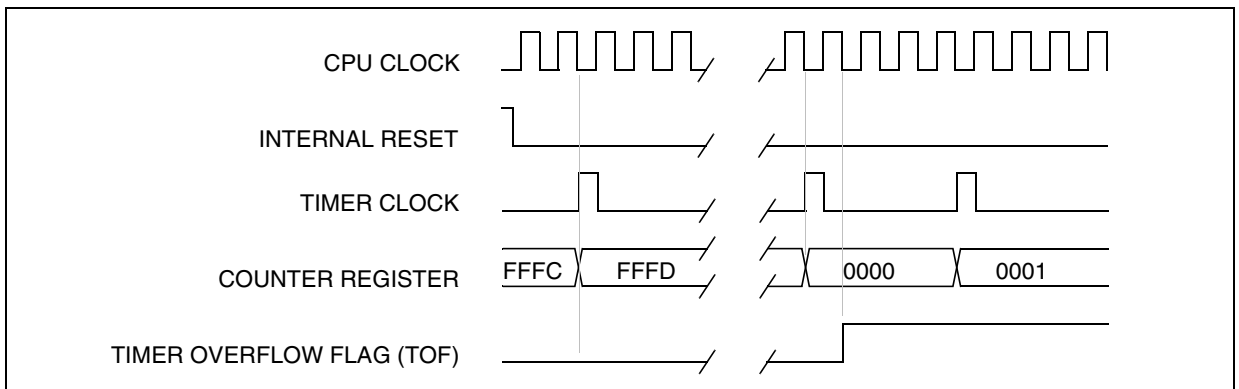 CPU CLOCK
INTERNAL RESET
TIMER CLOCK
COUNTER REGISTER FFFC FFFD 0000 0001
TIMER OVERFLOW FLAG (TOF)